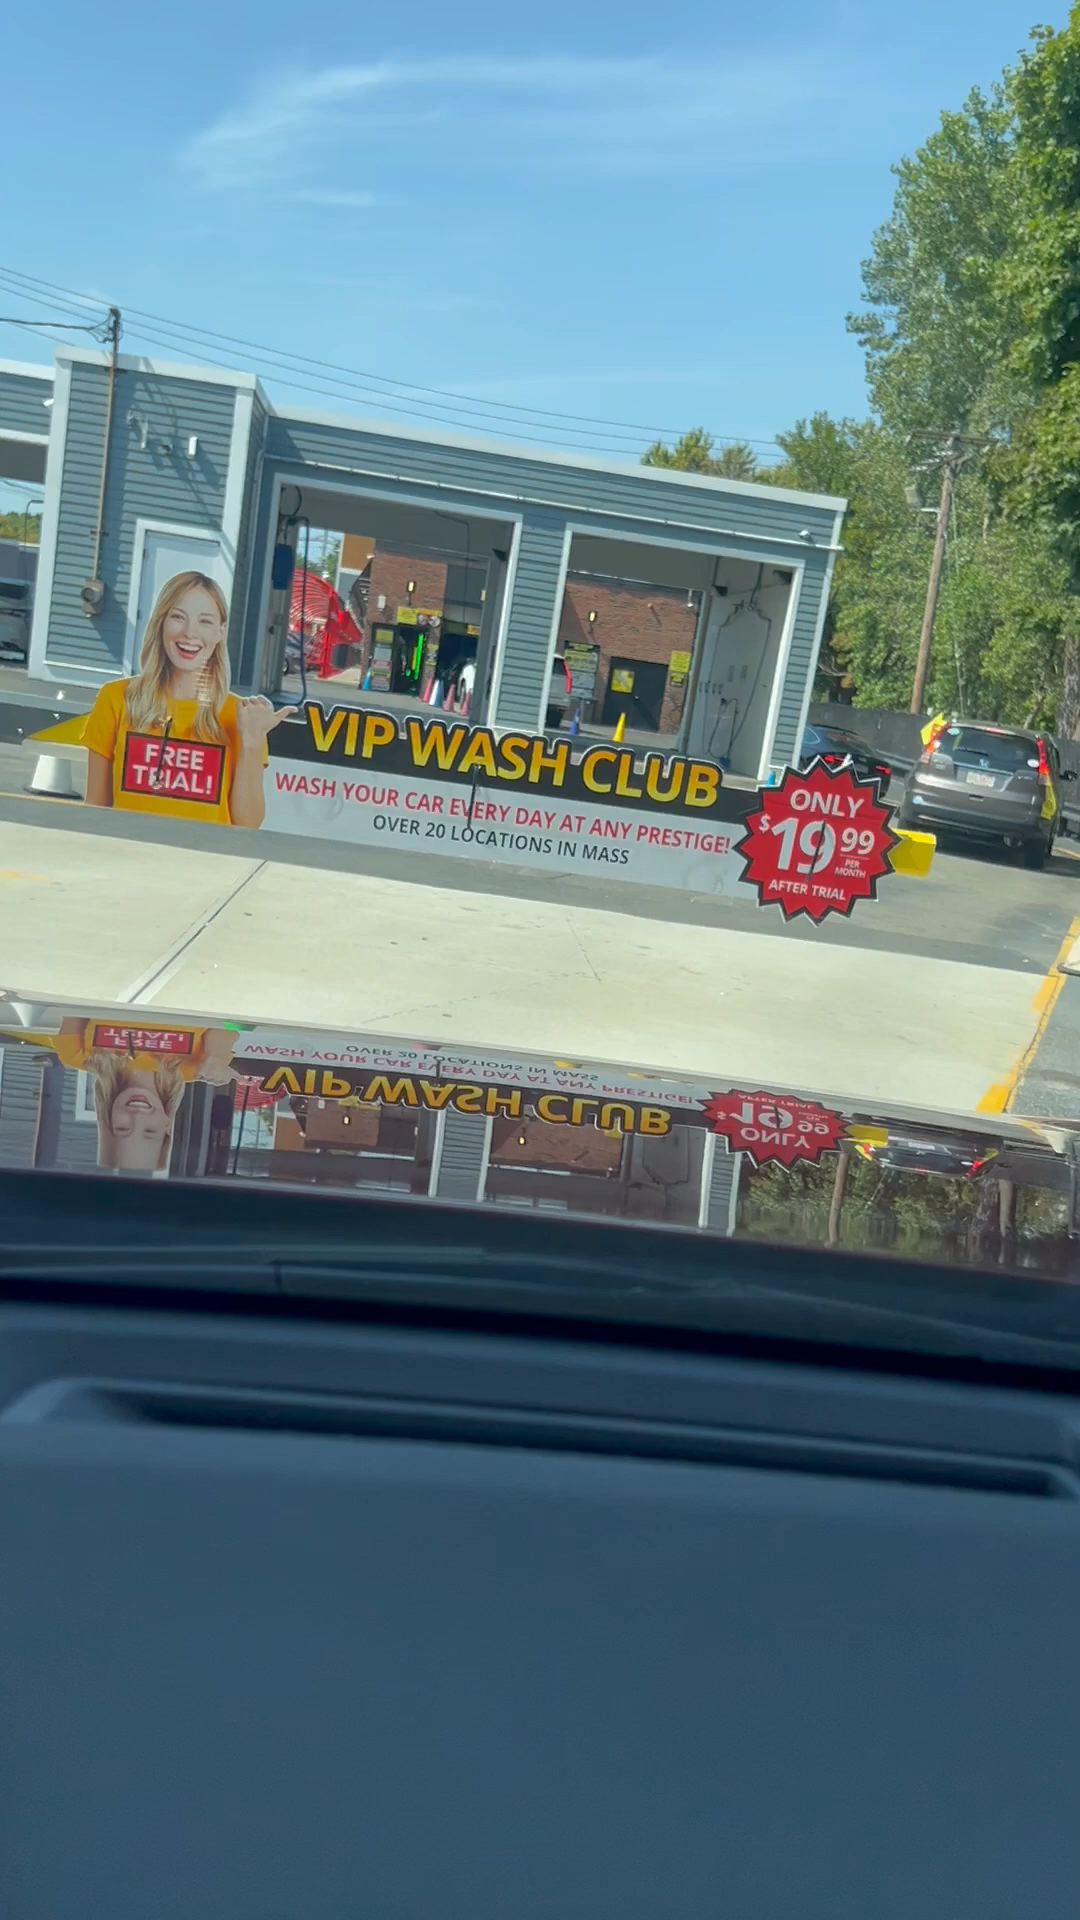 FREE
TRIAL!
VIP WASH CLUB
WASH YOUR CAR EVERY DAY AT ANY PRESTIGE!
OVER 20 LOCATIONS IN MASS
ONLY
$19.99
PER
MONTH
AFTER TRIAL